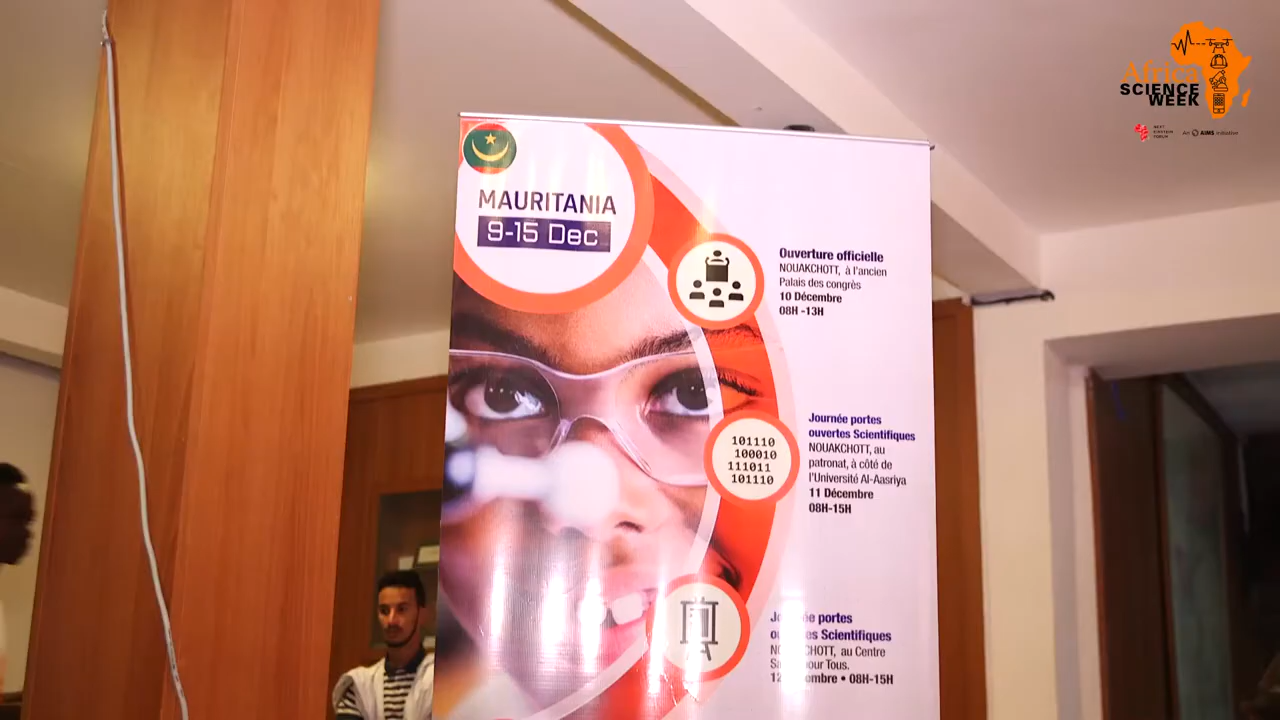 Africa
SCIENCE
WEEK
NEXT
EINSTEIN
FORUM
An AIMS Initiative
MAURITANIA
9-15 Dec
Ouverture officielle
NOUAKCHOTT, à l'ancien
Palais des congrès
10 Décembre
08H -13H
101110
100010
111011
101110
Journée portes
ouvertes Scientifiques
NOUAKCHOTT, au
patronat, à côté de
l'Université Al-Aasriya
11 Décembre
08H-15H
Journée portes
ouvertes Scientifiques
NOUAKCHOTT, au Centre
pour Tous.
12 Décembre • 08H-15H